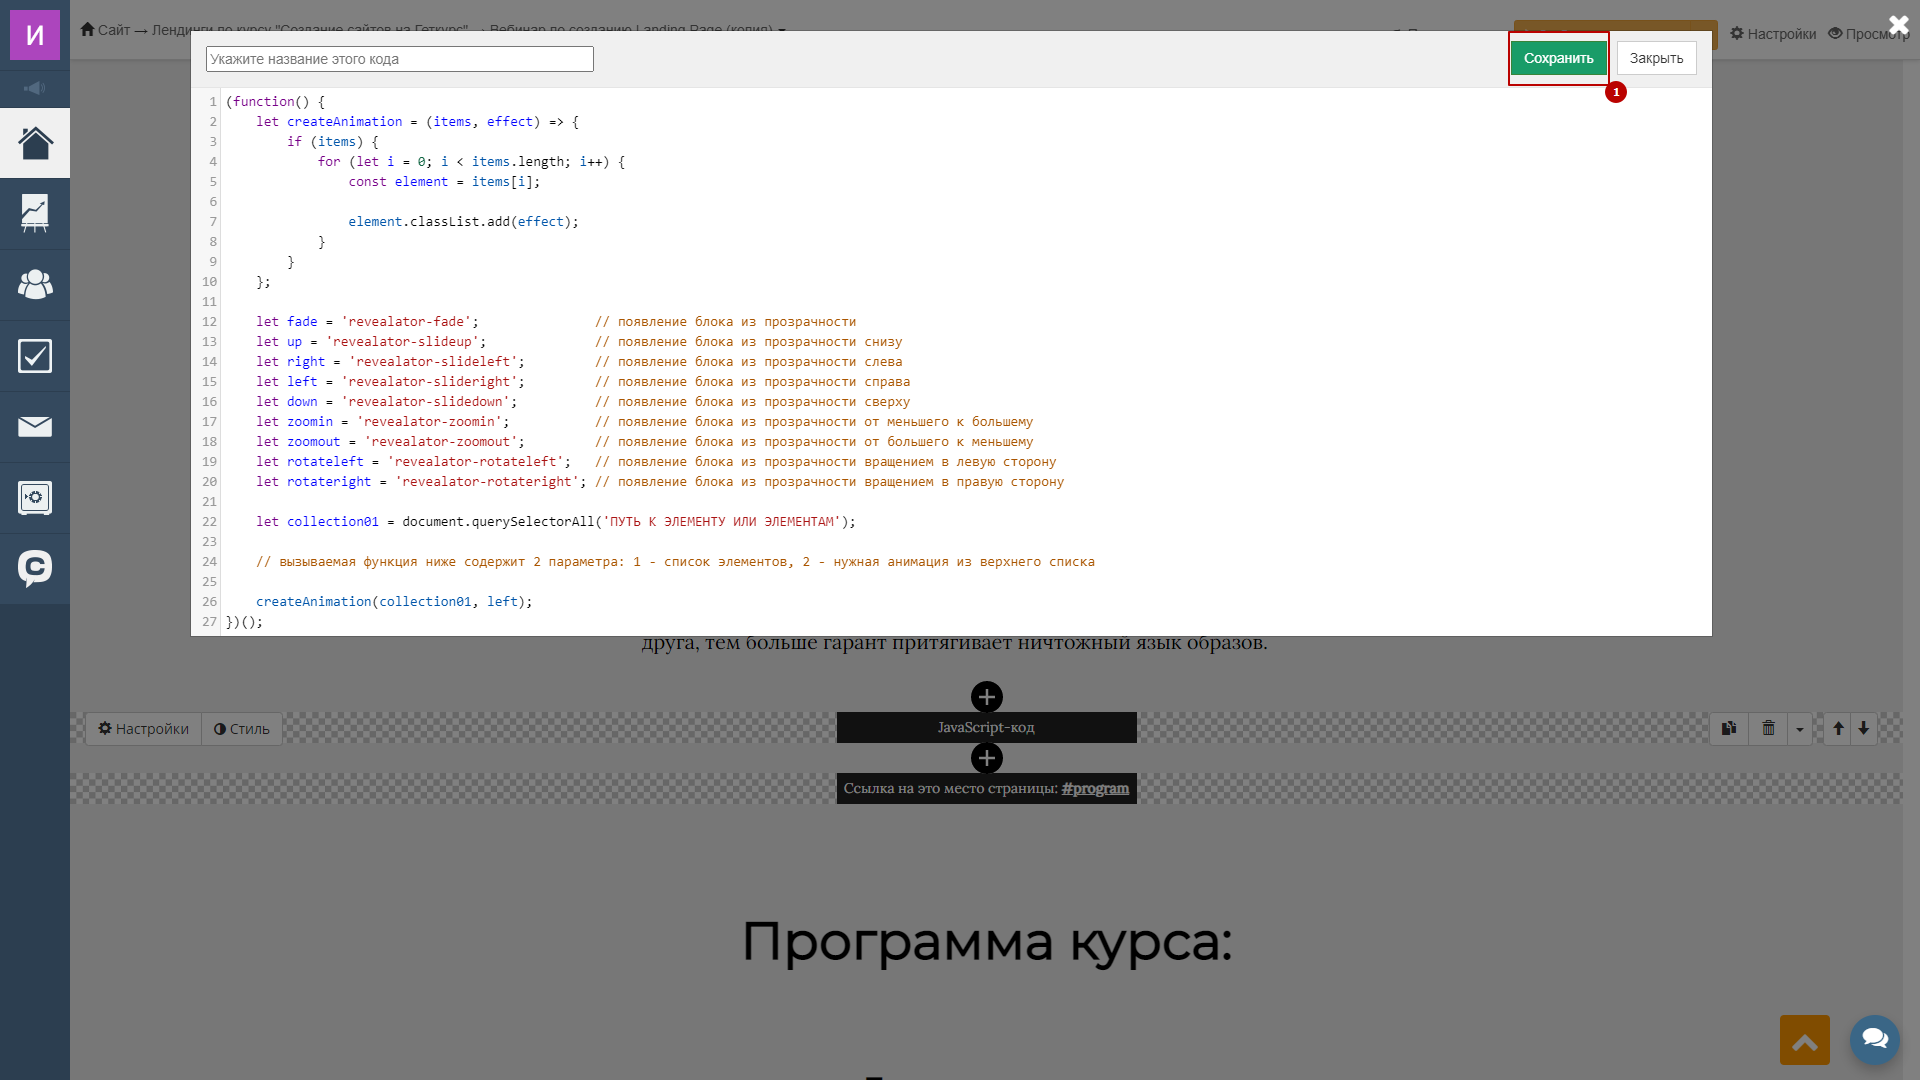 И
Сайт → Лендинги по курсу "Создание сайтов на Геткурс" → Вебинар по созданию Landing Page (копия)
Настройки
Просмотр
Укажите название этого кода
Сохранить
Закрыть
1
1 (function() {
2 let createAnimation = (items, effect) => {
3 if (items) {
4 for (let i = 0; i < items.length; i++) {
5 const element = items[i];
6
7 element.classList.add(effect);
8 }
9 }
10 };
11
12 let fade = 'revealator-fade'; // появление блока из прозрачности
13 let up = 'revealator-slideup'; // появление блока из прозрачности снизу
14 let right = 'revealator-slideleft'; // появление блока из прозрачности слева
15 let left = 'revealator-slideright'; // появление блока из прозрачности справа
16 let down = 'revealator-slidedown'; // появление блока из прозрачности сверху
17 let zoomin = 'revealator-zoomin'; // появление блока из прозрачности от меньшего к большему
18 let zoomout = 'revealator-zoomout'; // появление блока из прозрачности от большего к меньшему
19 let rotateleft = 'revealator-rotateleft'; // появление блока из прозрачности вращением в левую сторону
20 let rotateright = 'revealator-rotateright'; // появление блока из прозрачности вращением в правую сторону
21
22 let collection01 = document.querySelectorAll('ПУТЬ К ЭЛЕМЕНТУ ИЛИ ЭЛЕМЕНТАМ');
23
24 // вызываемая функция ниже содержит 2 параметра: 1 - список элементов, 2 - нужная анимация из верхнего списка
25
26 createAnimation(collection01, left);
27 })();
друга, тем больше гарант притягивает ничтожный язык образов.
Настройки
Стиль
JavaScript-код
Ссылка на это место страницы: #program
Программа курса: